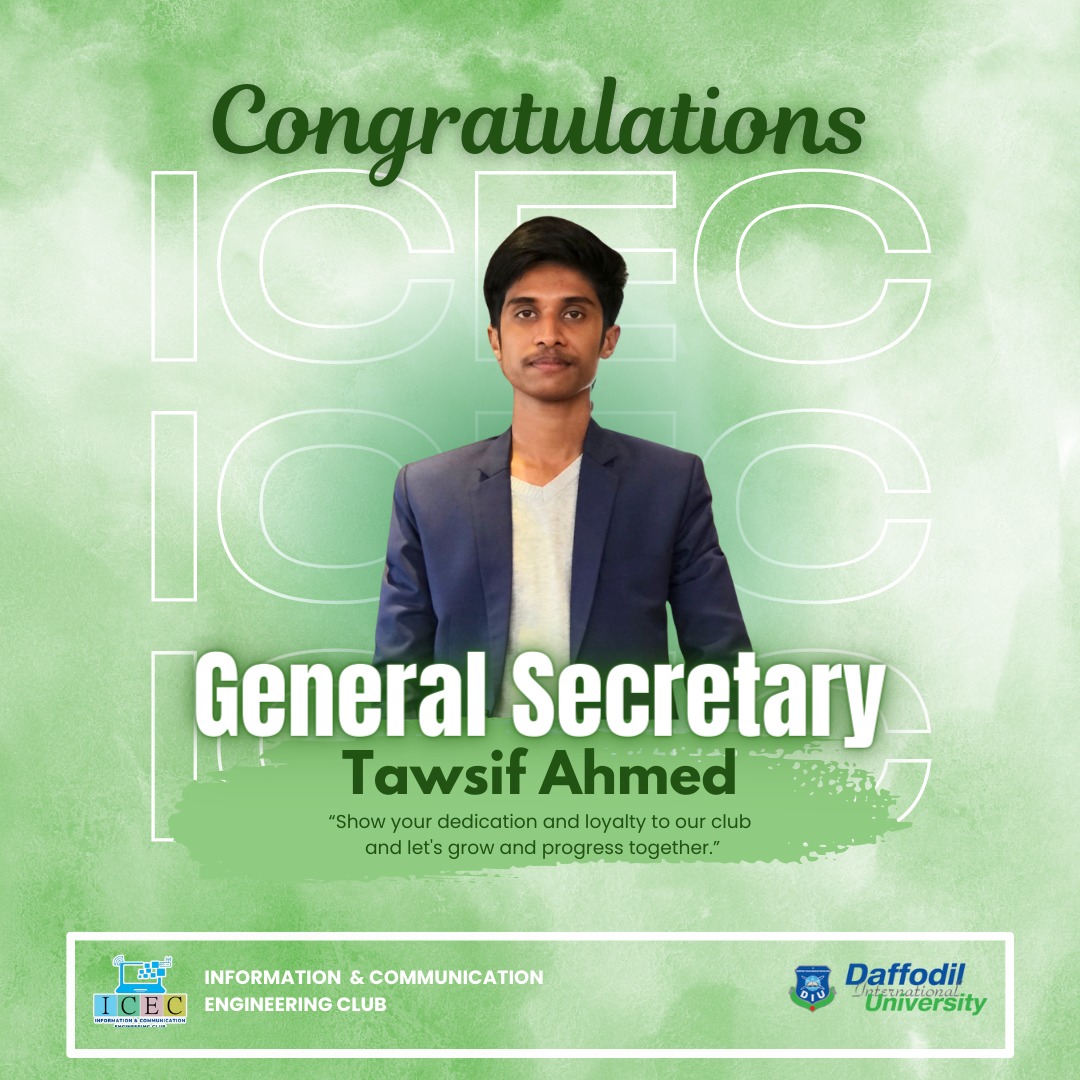 Congratulations
ICEC
ICEC
General Secretary
Tawsif Ahmed
“Show your dedication and loyalty to our club
and let's grow and progress together.”
ICEC
INFORMATION & COMMUNICATION
ENGINEERING CLUB
INFORMATION & COMMUNICATION
ENGINEERING CLUB
DIU
Daffodil
International
University